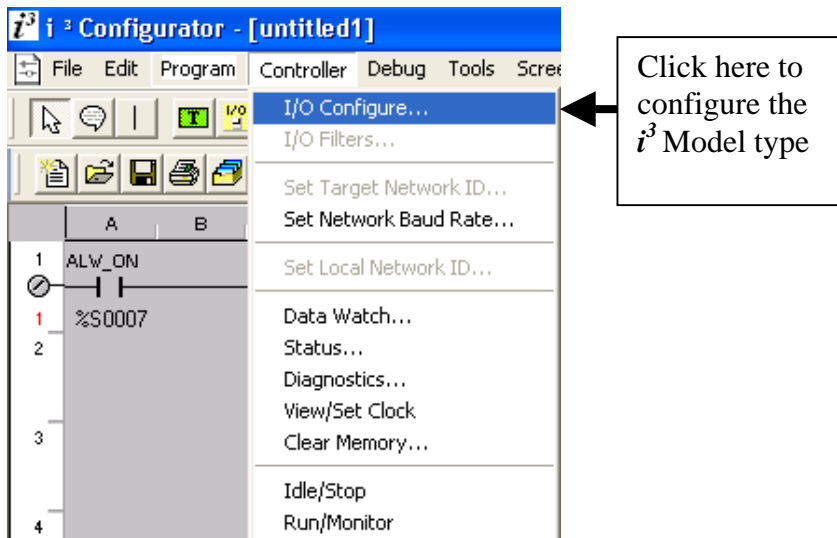 i³ i ³ Configurator - [untitled1]
File Edit Program Controller Debug Tools Scree
T I/O
I/O Configure...
I/O Filters...
Set Target Network ID...
Set Network Baud Rate...
Set Local Network ID...
Data Watch...
Status...
Diagnostics...
View/Set Clock
Clear Memory...
Idle/Stop
Run/Monitor
A B
1 ALW_ON
1 %S0007
2
3
4
Click here to
configure the
i³ Model type